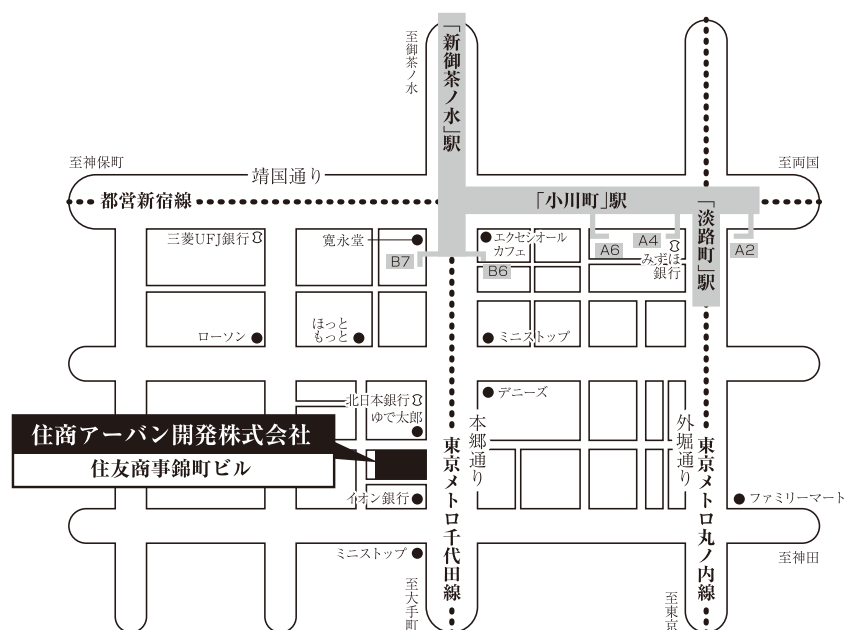 至御茶ノ水
「新御茶ノ水」駅
至神保町
靖国通り
至両国
都営新宿線
「小川町」駅
「淡路町」駅
三菱UFJ銀行
寛永堂
エクセシオール
カフェ
A6
A4
A2
みずほ
銀行
B7
B6
ローソン
ほっと
もっと
ミニストップ
北日本銀行
ゆで太郎
デニーズ
本郷通り
外堀通り
住商アーバン開発株式会社
住友商事錦町ビル
東京メトロ千代田線
東京メトロ丸ノ内線
イオン銀行
ファミリーマート
ミニストップ
至神田
至大手町
至東京